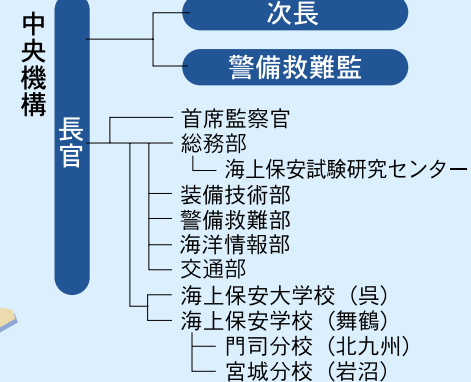 中央機構
長官
次長
警備救難監
首席監察官
総務部
海上保安試験研究センター
装備技術部
警備救難部
海洋情報部
交通部
海上保安大学校（呉）
海上保安学校（舞鶴）
門司分校（北九州）
宮城分校（岩沼）